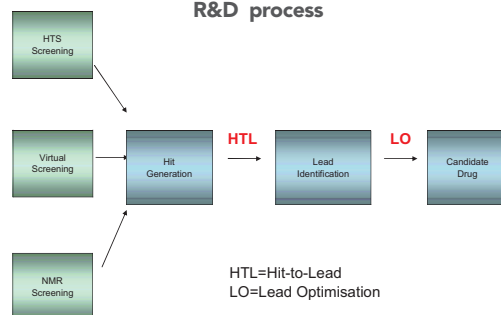 R&D process
HTS
Screening
HTL
LO
Virtual
Screening
Hit
Generation
Lead
Identification
Candidate
Drug
NMR
Screening
HTL=Hit-to-Lead
LO=Lead Optimisation